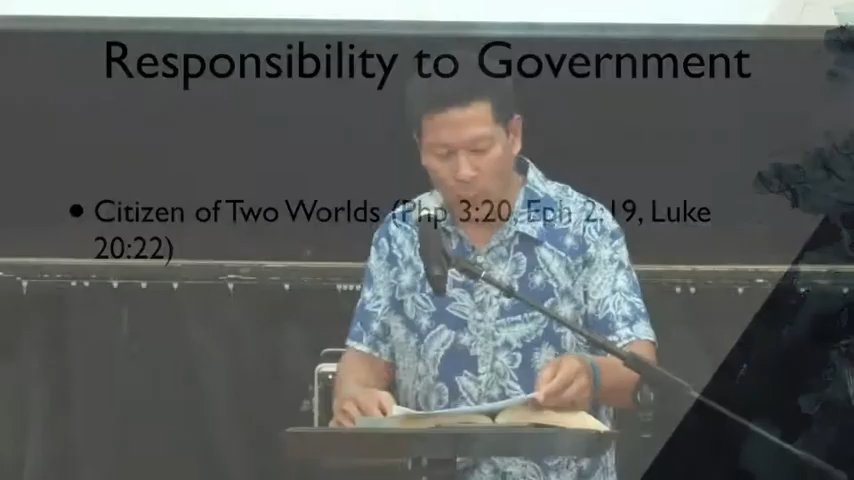 Responsibility to Government
• Citizen of Two Worlds (Php 3:20, Eph 2:19, Luke
20:22)